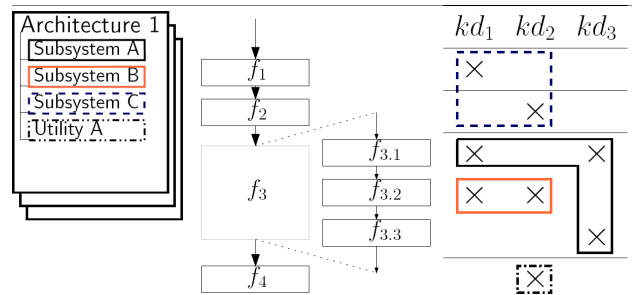 Architecture 1
Subsystem A
Subsystem B
Subsystem C
Utility A
f1
f2
f3
f4
f3.1
f3.2
f3.3
kd1 kd2 kd3
×
×
× ×
× ×
×
×